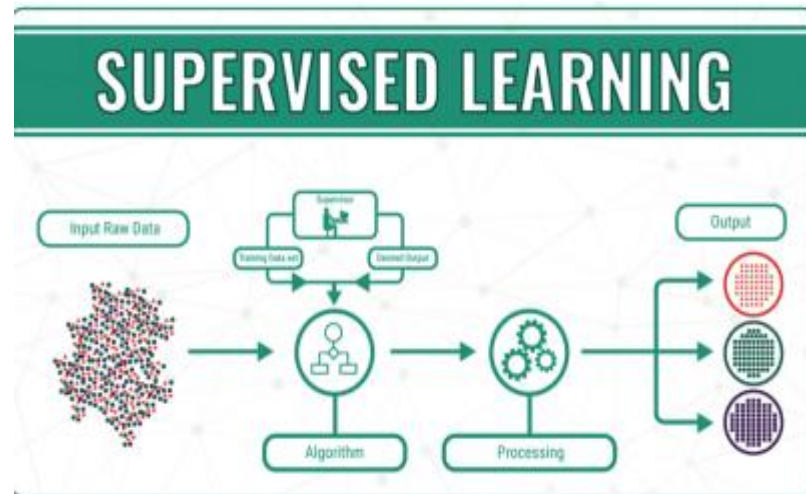 SUPERVISED LEARNING
Supervisor
Input Raw Data
Output
Training Data set
Desired Output
Algorithm
Processing